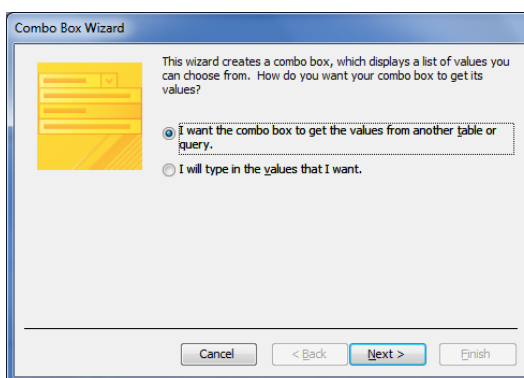 Combo Box Wizard
This wizard creates a combo box, which displays a list of values you
can choose from. How do you want your combo box to get its
values?
I want the combo box to get the values from another table or
query.
I will type in the values that I want.
Cancel
< Back
Next >
Finish